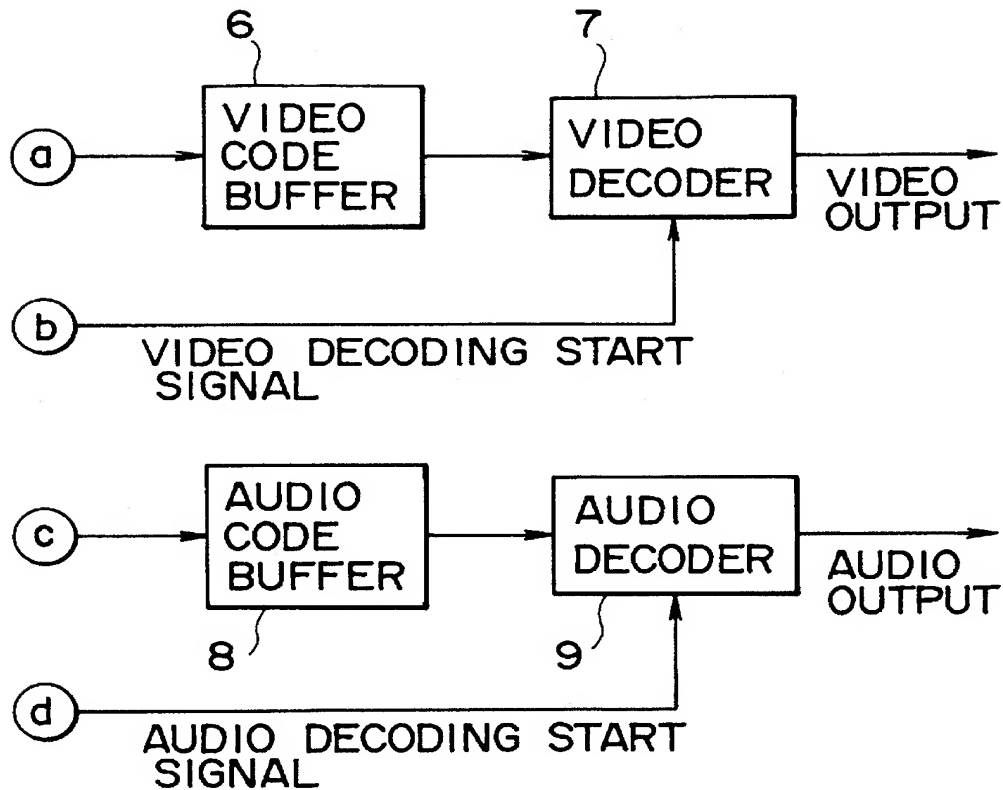 6
7
a
VIDEO
CODE
BUFFER
VIDEO
DECODER
VIDEO
OUTPUT
b
VIDEO DECODING START
SIGNAL
c
AUDIO
CODE
BUFFER
AUDIO
DECODER
AUDIO
OUTPUT
8
9
d
AUDIO DECODING START
SIGNAL